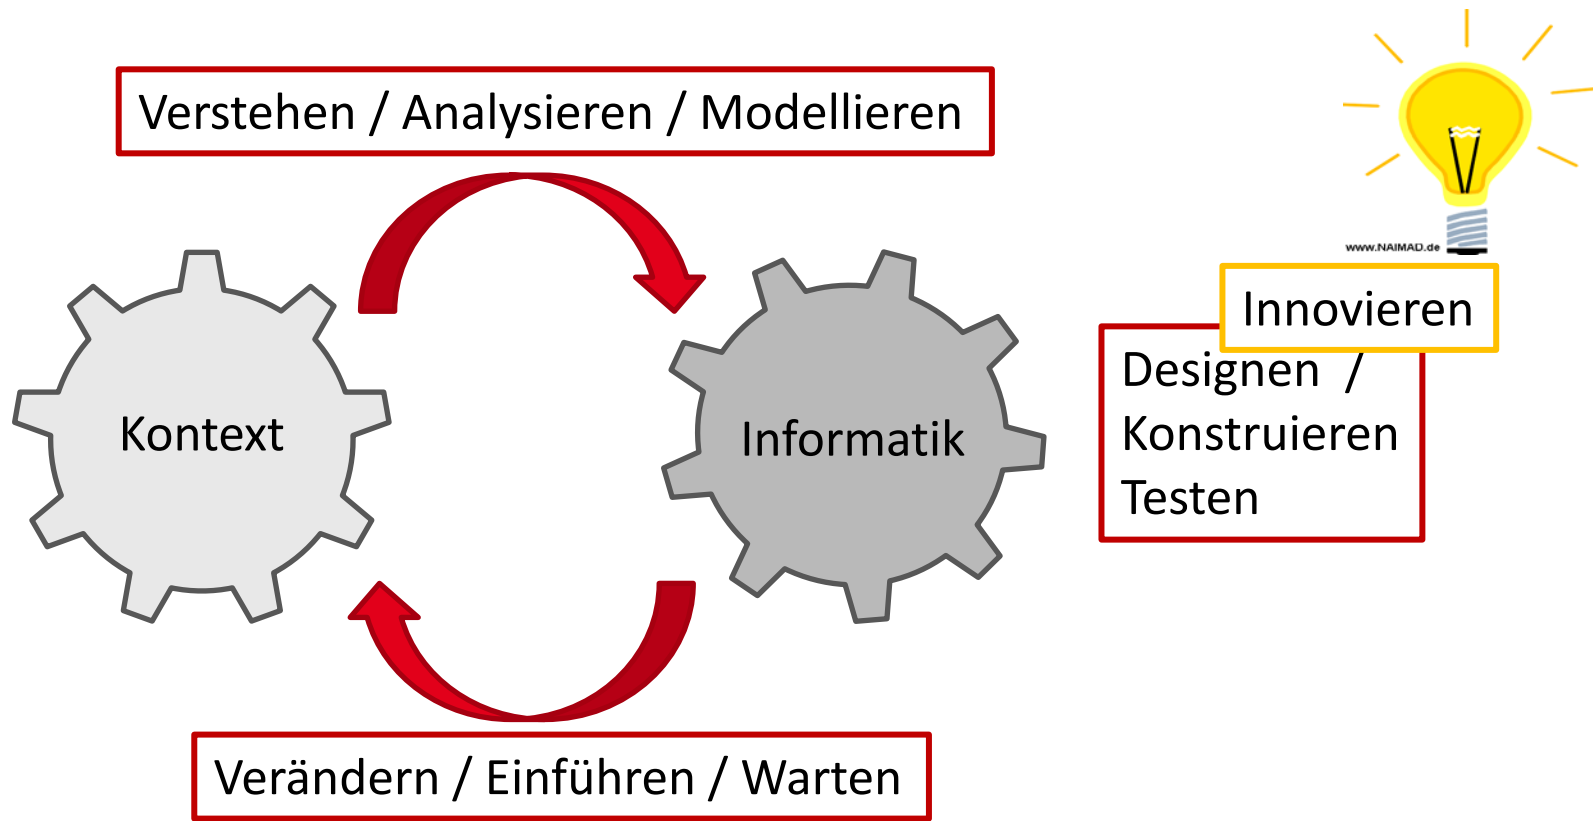 Verstehen / Analysieren / Modellieren
www.NAIMAD.de
Innovieren
Designen /
Konstruieren
Testen
Kontext
Informatik
Verändern / Einführen / Warten